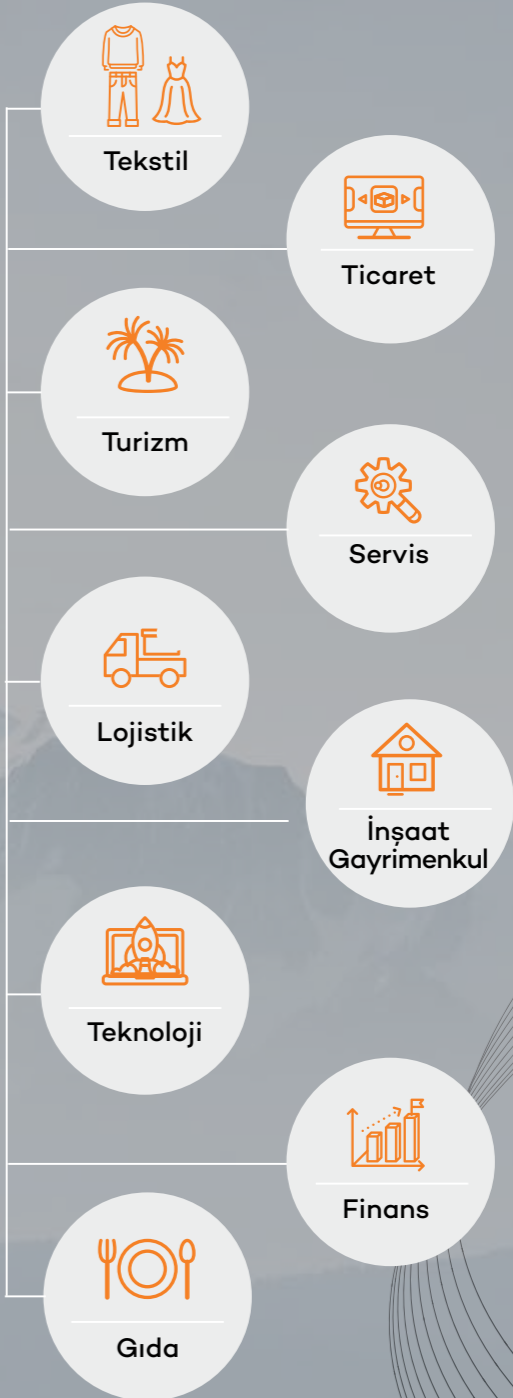 Tekstil
Ticaret
Turizm
Servis
Lojistik
İnşaat
Gayrimenkul
Teknoloji
Finans
Gıda